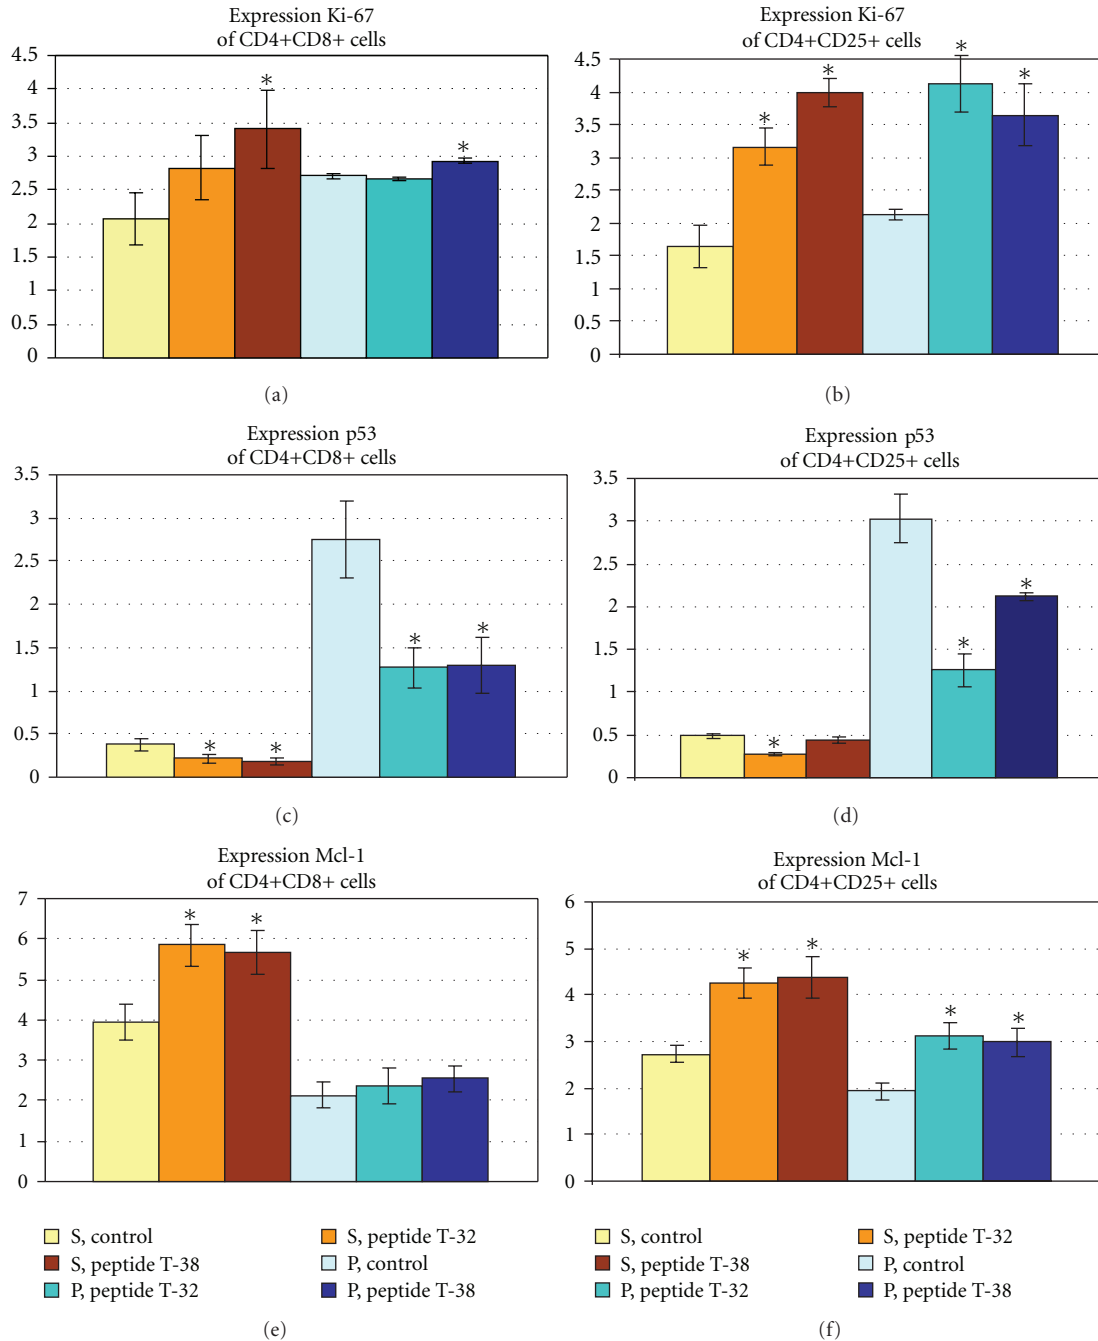 Expression Ki-67
of CD4+CD8+ cells
4.5
4
3.5
3
2.5
2
1.5
1
0.5
0
*
*
(a)
Expression Ki-67
of CD4+CD25+ cells
4.5
4
3.5
3
2.5
2
1.5
1
0.5
0
*
*
*
*
(b)
Expression p53
of CD4+CD8+ cells
3.5
3
2.5
2
1.5
1
0.5
0
*
*
*
*
(c)
Expression p53
of CD4+CD25+ cells
3.5
3
2.5
2
1.5
1
0.5
0
*
*
*
(d)
Expression Mcl-1
of CD4+CD8+ cells
7
6
5
4
3
2
1
0
*
*
S, control
S, peptide T-32
S, peptide T-38
P, control
P, peptide T-32
P, peptide T-38
(e)
Expression Mcl-1
of CD4+CD25+ cells
6
5
4
3
2
1
0
*
*
*
*
S, control
S, peptide T-32
S, peptide T-38
P, control
P, peptide T-32
P, peptide T-38
(f)